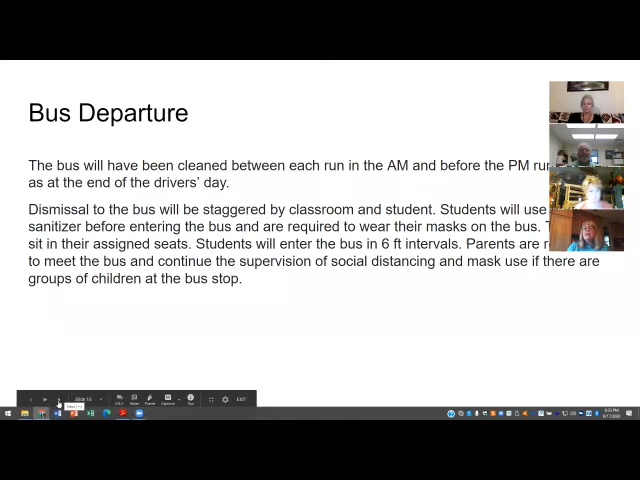 Bus Departure
The bus will have been cleaned between each run in the AM and before the PM run
as at the end of the drivers' day.
Dismissal to the bus will be staggered by classroom and student. Students will use
sanitizer before entering the bus and are required to wear their masks on the bus.
sit in their assigned seats. Students will enter the bus in 6 ft intervals. Parents are
to meet the bus and continue the supervision of social distancing and mask use if there are
groups of children at the bus stop.
Slide 16
EXIT